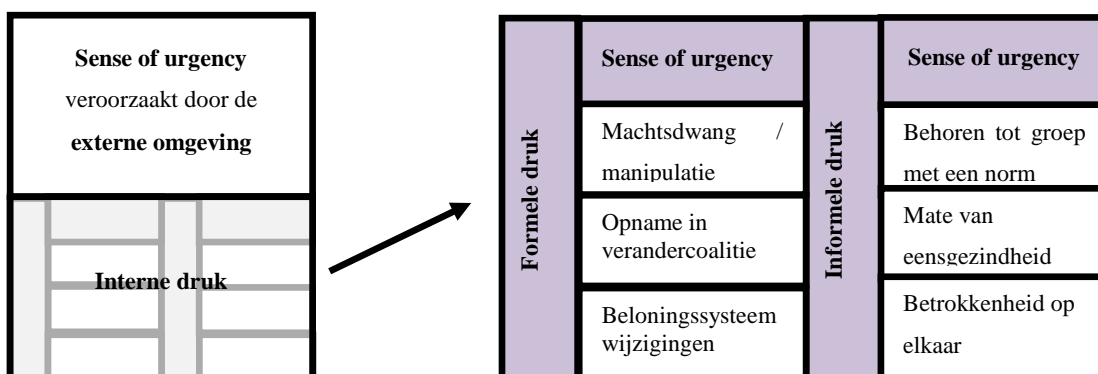 Sense of urgency
veroorzaakt door de
externe omgeving
Interne druk
Formele druk
Sense of urgency
Machtsdwang /
manipulatie
Opname in
verandercoalitie
Beloningssysteem
wijzigingen
Informele druk
Sense of urgency
Behoren tot groep
met een norm
Mate van
eensgezindheid
Betrokkenheid op
elkaar